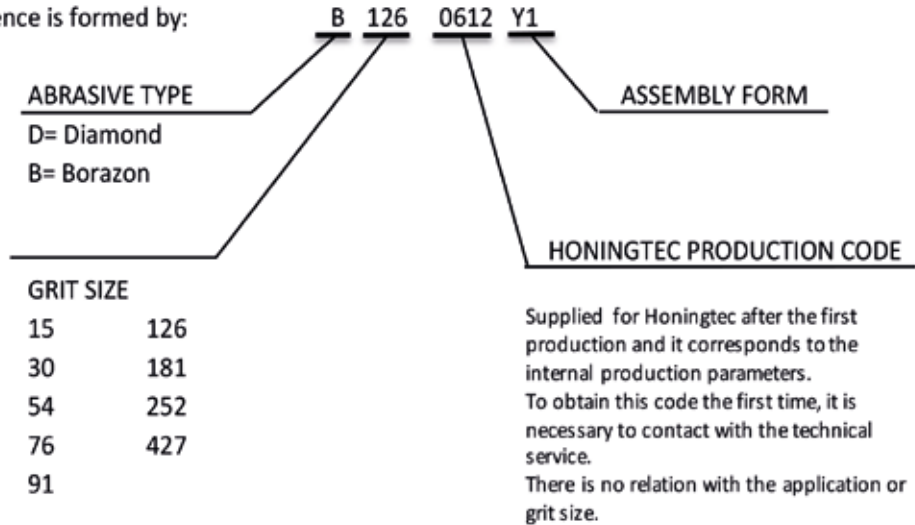 ence is formed by:
B 126 0612 Y1
ABRASIVE TYPE
D= Diamond
B= Borazon
ASSEMBLY FORM
GRIT SIZE
15 126
30 181
54 252
76 427
91
HONINGTEC PRODUCTION CODE
Supplied for Honingtec after the first
production and it corresponds to the
internal production parameters.
To obtain this code the first time, it is
necessary to contact with the technical
service.
There is no relation with the application or
grit size.